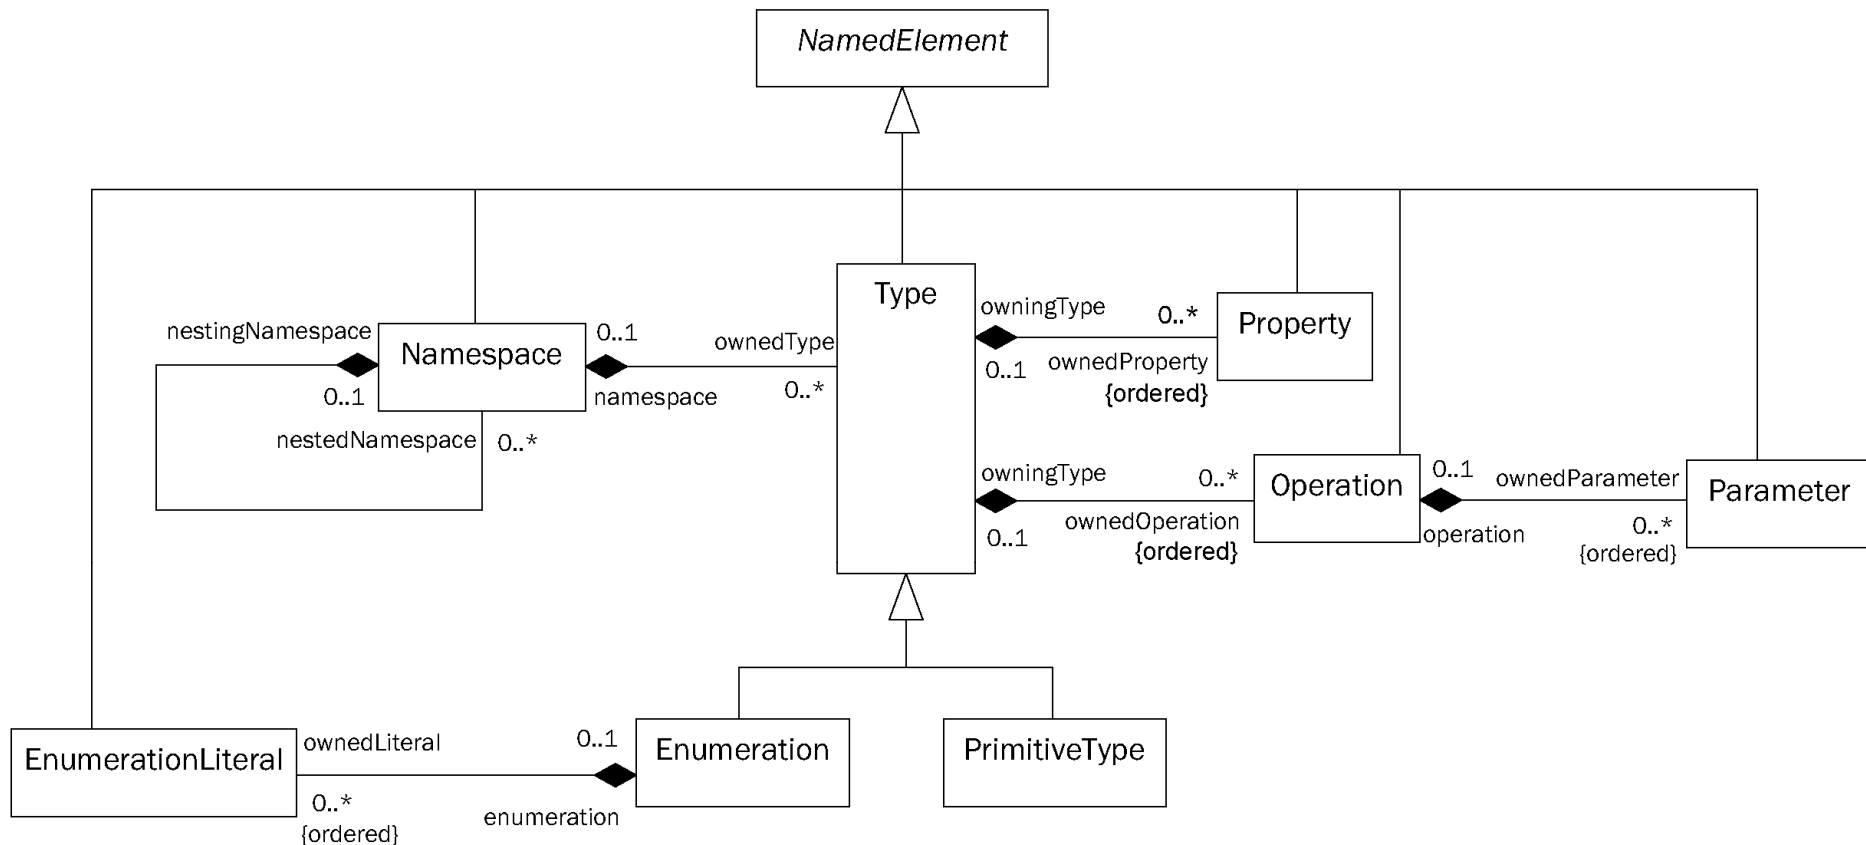 NamedElement
Type
owningType
0..*
Property
nestingNamespace
0..1
Namespace
ownedType
ownedProperty
0..1
{ordered}
0..1
namespace
0..*
nestedNamespace
0..*
owningType
0..*
Operation
0..1
ownedParameter
Parameter
ownedOperation
0..1
{ordered}
operation
0..*
{ordered}
EnumerationLiteral
ownedLiteral
0..1
Enumeration
PrimitiveType
0..*
{ordered}
enumeration